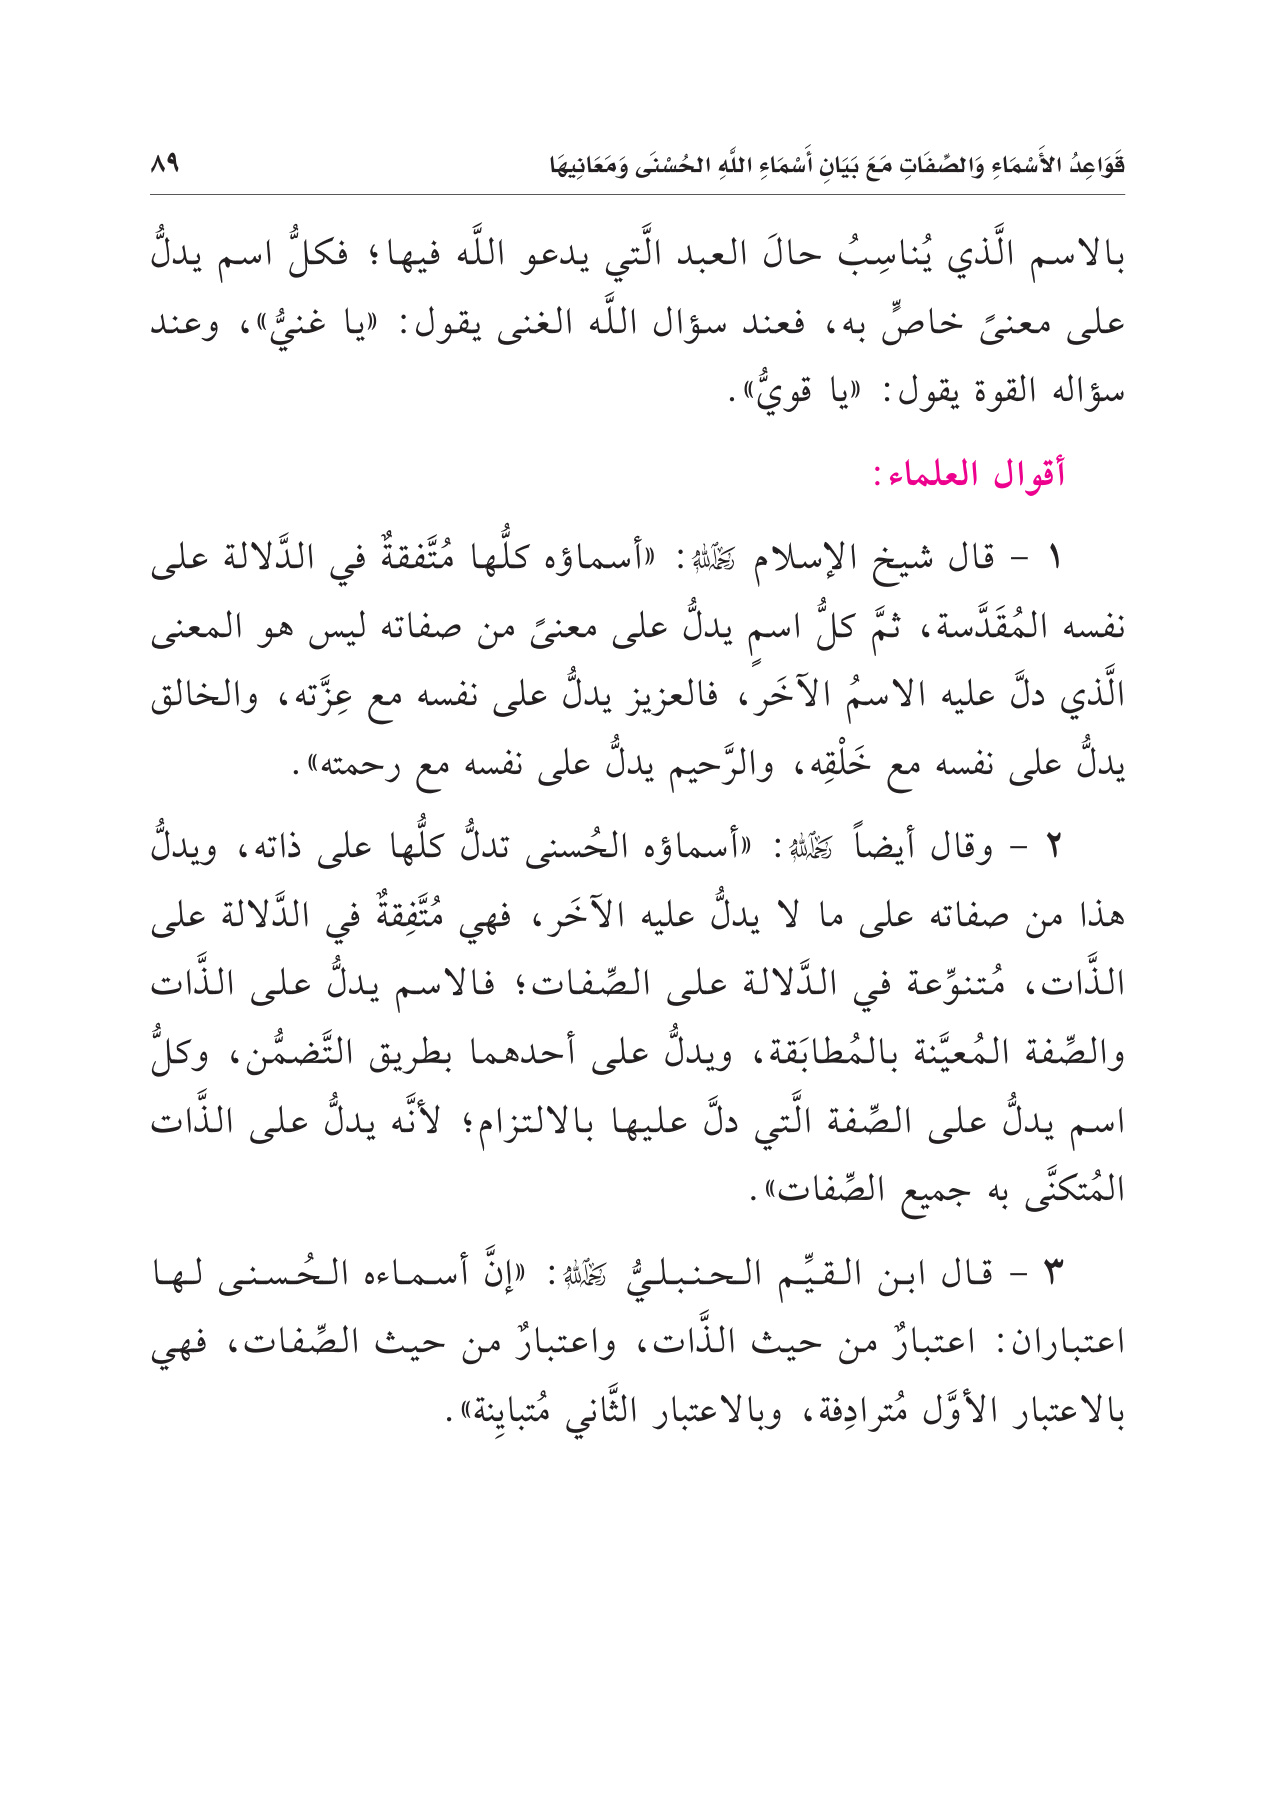 قَوَاعِدُ الأَسْمَاءِ وَالصِّفَاتِ مَعَ بَيَانِ أَسْمَاءِ اللَّهِ الحُسْنَى وَمَعَانِيهَا ٨٩
بالاسم الَّذي يُناسِبُ حالَ العبد الَّتي يدعو اللَّه فيها؛ فكلُّ اسم يدلُّ
على معنىً خاصٍّ به، فعند سؤال اللَّه الغنى يقول: «يا غنيُّ»، وعند
سؤاله القوة يقول: «يا قويُّ».
أقوال العلماء:
١ - قال شيخ الإسلام رحمه الله: «أسماؤه كلُّها مُتَّفقةٌ في الدَّلالة على
نفسه المُقَدَّسة، ثمَّ كلُّ اسمٍ يدلُّ على معنىً من صفاته ليس هو المعنى
الَّذي دلَّ عليه الاسمُ الآخَر، فالعزيز يدلُّ على نفسه مع عِزَّته، والخالق
يدلُّ على نفسه مع خَلْقِه، والرَّحيم يدلُّ على نفسه مع رحمته».
٢ - وقال أيضاً رحمه الله: «أسماؤه الحُسنى تدلُّ كلُّها على ذاته، ويدلُّ
هذا من صفاته على ما لا يدلُّ عليه الآخَر، فهي مُتَّفِقةٌ في الدَّلالة على
الذَّات، مُتنوِّعة في الدَّلالة على الصِّفات؛ فالاسم يدلُّ على الذَّات
والصِّفة المُعيَّنة بالمُطابَقة، ويدلُّ على أحدهما بطريق التَّضمُّن، وكلُّ
اسم يدلُّ على الصِّفة الَّتي دلَّ عليها بالالتزام؛ لأنَّه يدلُّ على الذَّات
المُتكنَّى به جميع الصِّفات».
٣ - قال ابن القيِّم الحنبليُّ رحمه الله: «إنَّ أسماءه الحُسنى لها
اعتباران: اعتبارٌ من حيث الذَّات، واعتبارٌ من حيث الصِّفات، فهي
بالاعتبار الأوَّل مُترادِفة، وبالاعتبار الثَّاني مُتبايِنة».